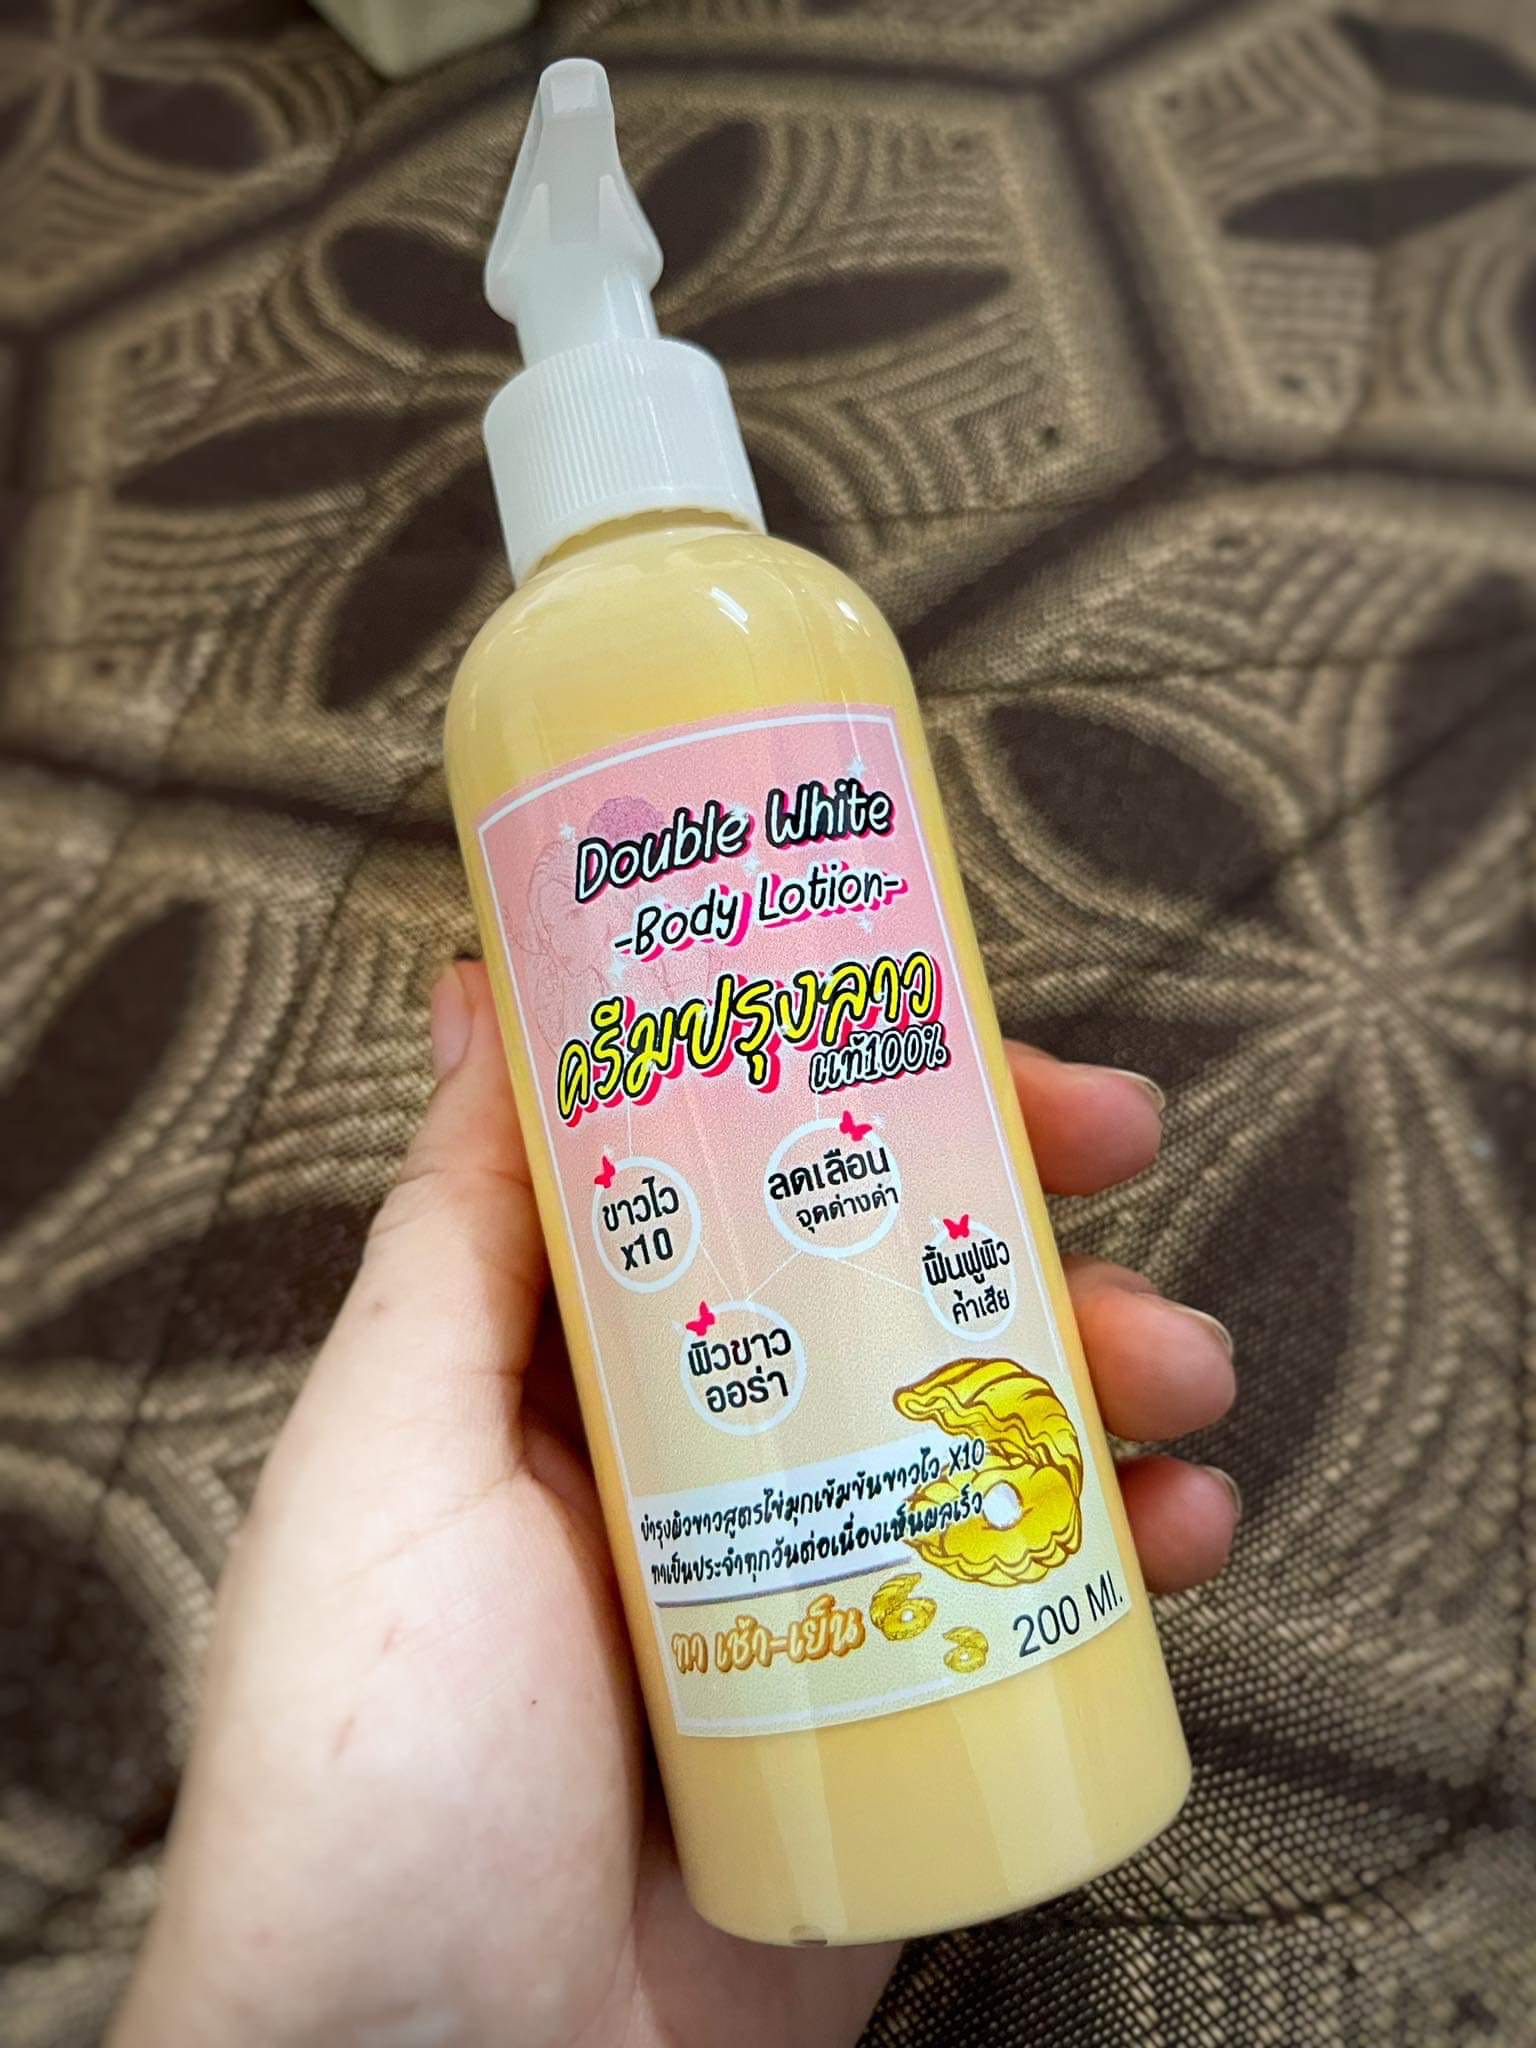 Double White
-Body Lotion-
ครีมปรุงลาว
แท้100%
ขาวไว
x10
ลดเลือน
จุดด่างดำ
ฟื้นฟูผิว
ค้ำเสีย
ผิวขาว
ออร่า
บำรุงผิวขาวสูตรไข่มุกเข้มข้นขาวไว X10
ทาเป็นประจำทุกวันต่อเนื่องเห็นผลเร็ว
ทา เช้า-เย็น
200 Ml.